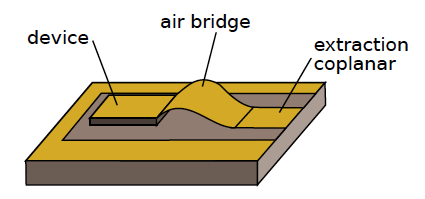 air bridge
device
extraction
coplanar